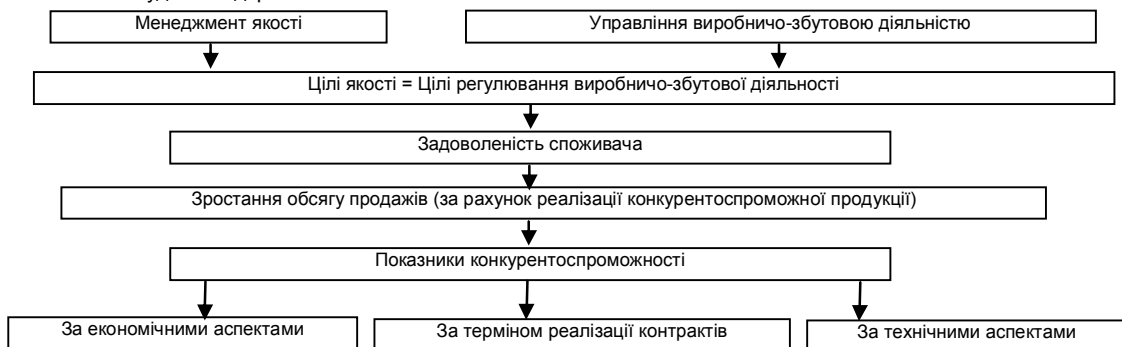 Менеджмент якості
Управління виробничо-збутовою діяльністю
Цілі якості = Цілі регулювання виробничо-збутової діяльності
Задоволеність споживача
Зростання обсягу продажів (за рахунок реалізації конкурентоспроможної продукції)
Показники конкурентоспроможності
За економічними аспектами
За терміном реалізації контрактів
За технічними аспектами